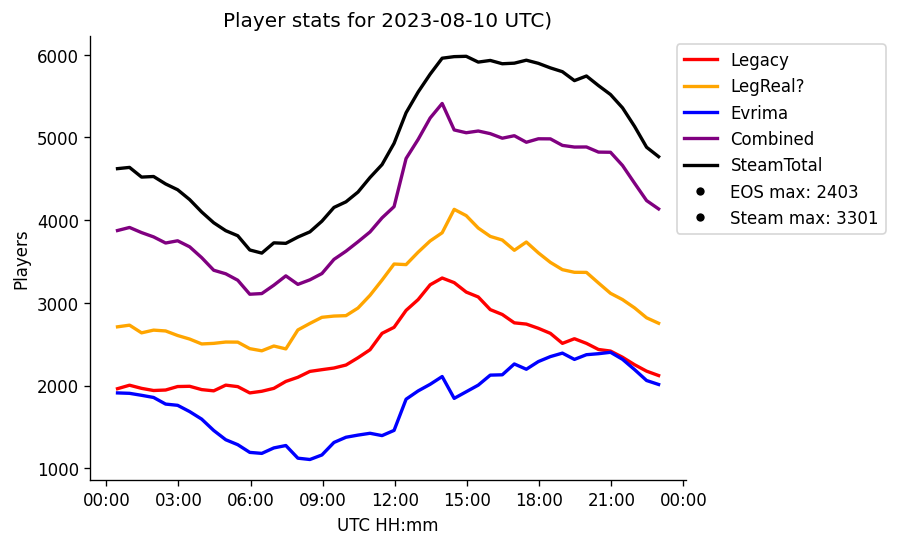 Player stats for 2023-08-10 UTC)
Players
6000
5000
4000
3000
2000
1000
00:00 03:00 06:00 09:00 12:00 15:00 18:00 21:00 00:00
UTC HH:mm
Legacy
LegReal?
Evrima
Combined
SteamTotal
EOS max: 2403
Steam max: 3301